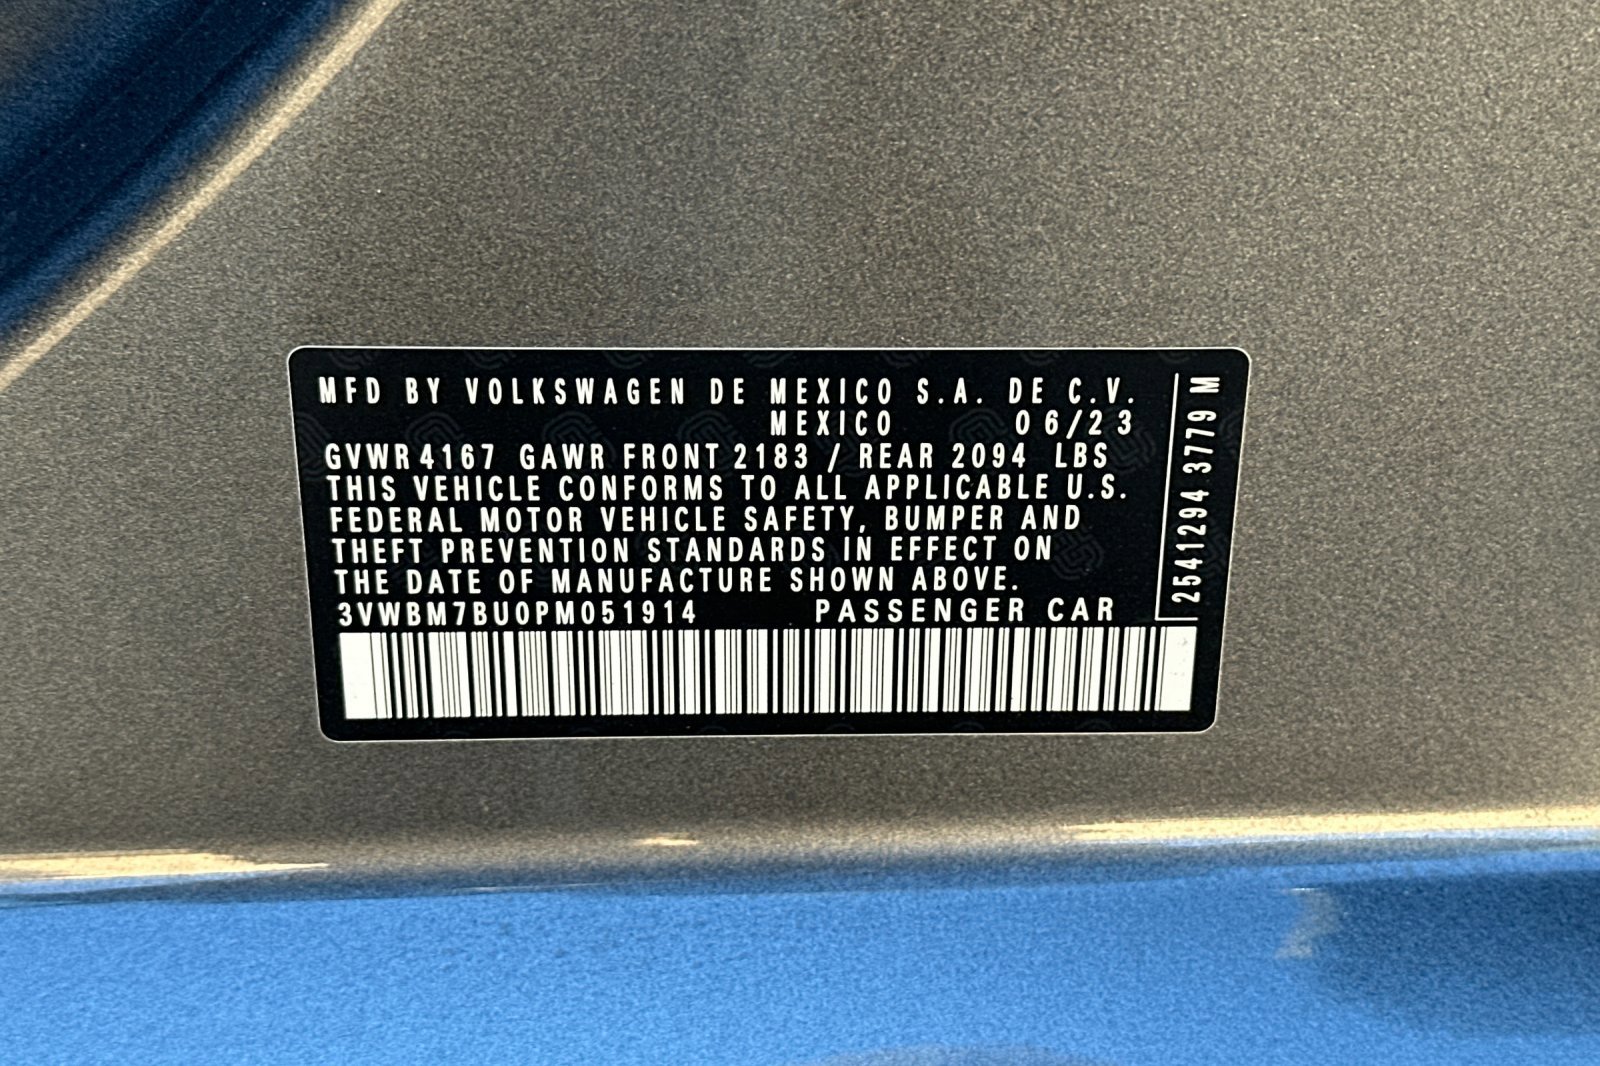 MFD BY VOLKSWAGEN DE MEXICO S.A. DE C.V.
MEXICO 06/23
GVWR 4167 GAWR FRONT 2183 / REAR 2094 LBS
THIS VEHICLE CONFORMS TO ALL APPLICABLE U.S.
FEDERAL MOTOR VEHICLE SAFETY, BUMPER AND
THEFT PREVENTION STANDARDS IN EFFECT ON
THE DATE OF MANUFACTURE SHOWN ABOVE.
3VWBM7BU0PM051914 PASSENGER CAR
2541294 3779 M